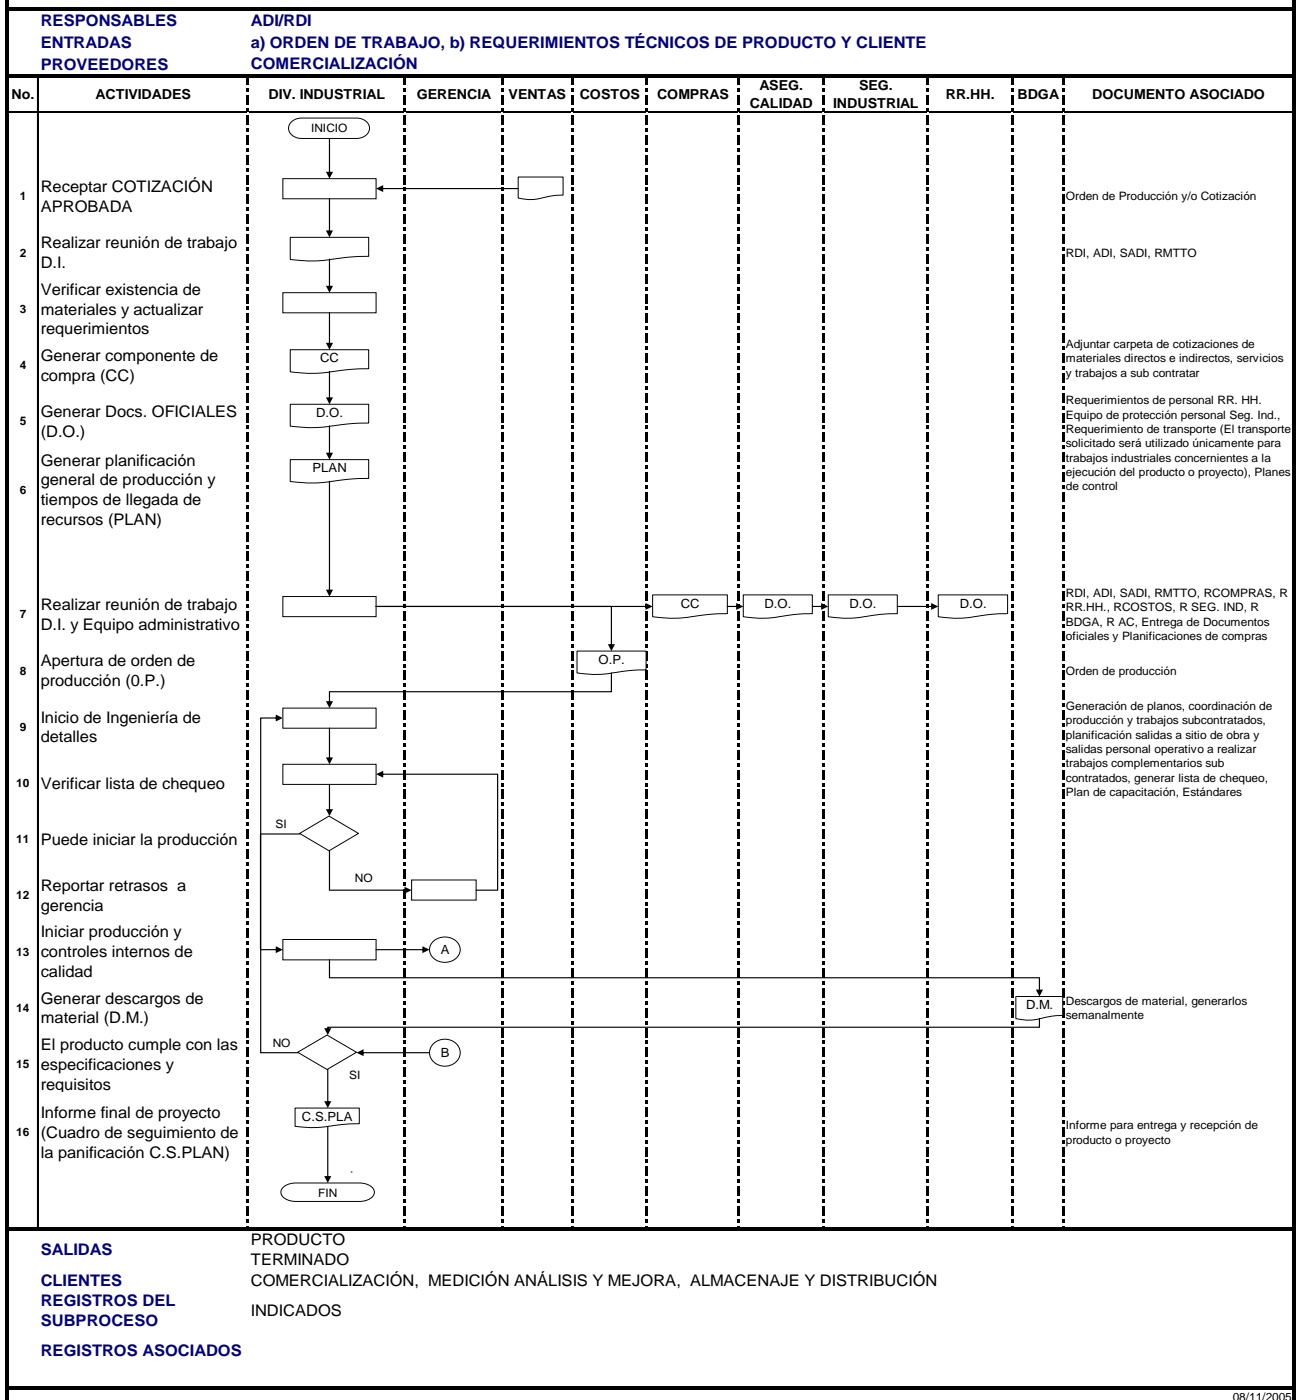 RESPONSABLES ADI/RDI
ENTRADAS a) ORDEN DE TRABAJO, b) REQUERIMIENTOS TÉCNICOS DE PRODUCTO Y CLIENTE
PROVEEDORES COMERCIALIZACIÓN
No. ACTIVIDADES DIV. INDUSTRIAL GERENCIA VENTAS COSTOS COMPRAS ASEG. CALIDAD SEG. INDUSTRIAL RR.HH. BDGA DOCUMENTO ASOCIADO
INICIO
1 Receptar COTIZACIÓN
APROBADA
Orden de Producción y/o Cotización
2 Realizar reunión de trabajo
D.I.
RDI, ADI, SADI, RMTTO
3 Verificar existencia de
materiales y actualizar
requerimientos
4 Generar componente de
compra (CC)
CC
Adjuntar carpeta de cotizaciones de
materiales directos e indirectos, servicios
y trabajos a sub contratar
5 Generar Docs. OFICIALES
(D.O.)
D.O.
Requerimientos de personal RR. HH.
Equipo de protección personal Seg. Ind.,
Requerimiento de transporte (El transporte
solicitado será utilizado únicamente para
trabajos industriales concernientes a la
ejecución del producto o proyecto), Planes
de control
6 Generar planificación
general de producción y
tiempos de llegada de
recursos (PLAN)
PLAN
7 Realizar reunión de trabajo
D.I. y Equipo administrativo
CC D.O. D.O. D.O.
RDI, ADI, SADI, RMTTO, RCOMPRAS, R
RR.HH., RCOSTOS, R SEG. IND, R
BDGA, R AC, Entrega de Documentos
oficiales y Planificaciones de compras
8 Apertura de orden de
producción (0.P.)
O.P.
Orden de producción
9 Inicio de Ingeniería de
detalles
Generación de planos, coordinación de
producción y trabajos subcontratados,
planificación salidas a sitio de obra y
salidas personal operativo a realizar
trabajos complementarios sub
contratados, generar lista de chequeo,
Plan de capacitación, Estándares
10 Verificar lista de chequeo
SI
11 Puede iniciar la producción
NO
12 Reportar retrasos a
gerencia
13 Iniciar producción y
controles internos de
calidad
A
14 Generar descargos de
material (D.M.)
D.M.
Descargos de material, generarlos
semanalmente
15 El producto cumple con las
especificaciones y
requisitos
NO
B
SI
16 Informe final de proyecto
(Cuadro de seguimiento de
la panificación C.S.PLAN)
C.S.PLA
Informe para entrega y recepción de
producto o proyecto
.
FIN
SALIDAS PRODUCTO
TERMINADO
CLIENTES COMERCIALIZACIÓN, MEDICIÓN ANÁLISIS Y MEJORA, ALMACENAJE Y DISTRIBUCIÓN
REGISTROS DEL
SUBPROCESO INDICADOS
REGISTROS ASOCIADOS
08/11/2005